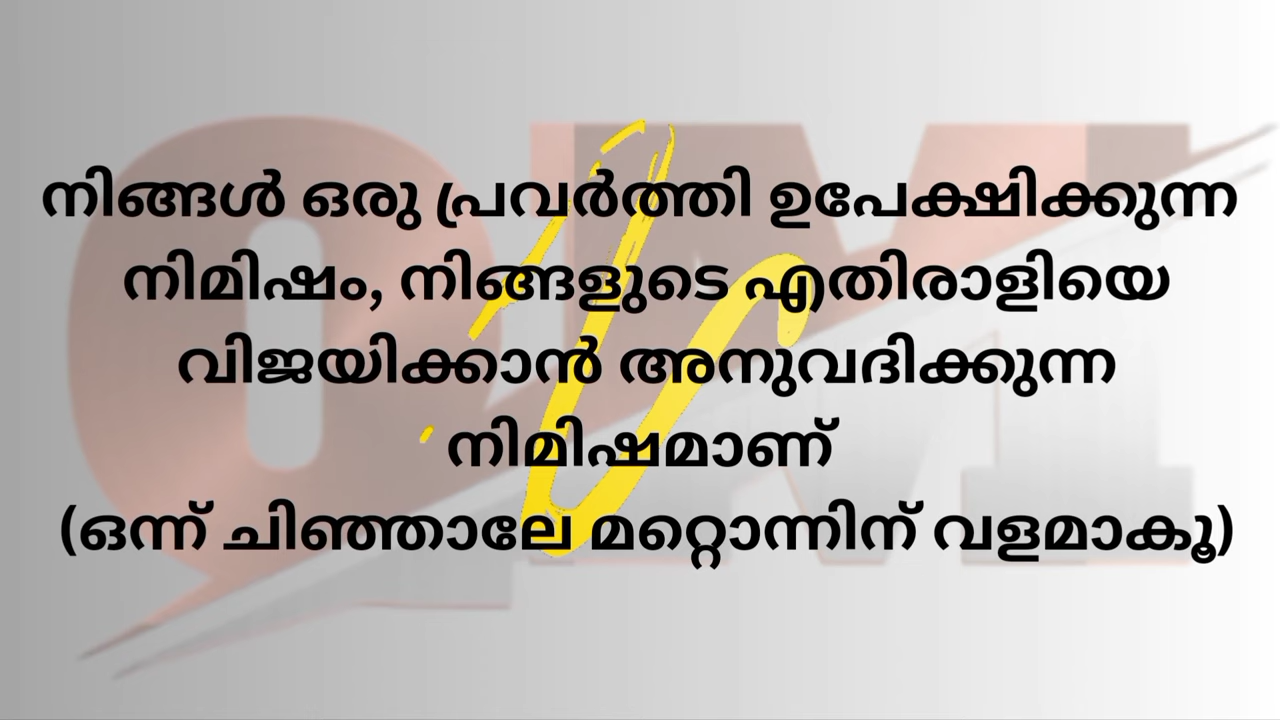 നിങ്ങൾ ഒരു പ്രവർത്തി ഉപേക്ഷിക്കുന്ന
നിമിഷം, നിങ്ങളുടെ എതിരാളിയെ
വിജയിക്കാൻ അനുവദിക്കുന്ന
നിമിഷമാണ്
(ഒന്ന് ചിഞ്ഞാലേ മറ്റൊന്നിന് വളമാകൂ)